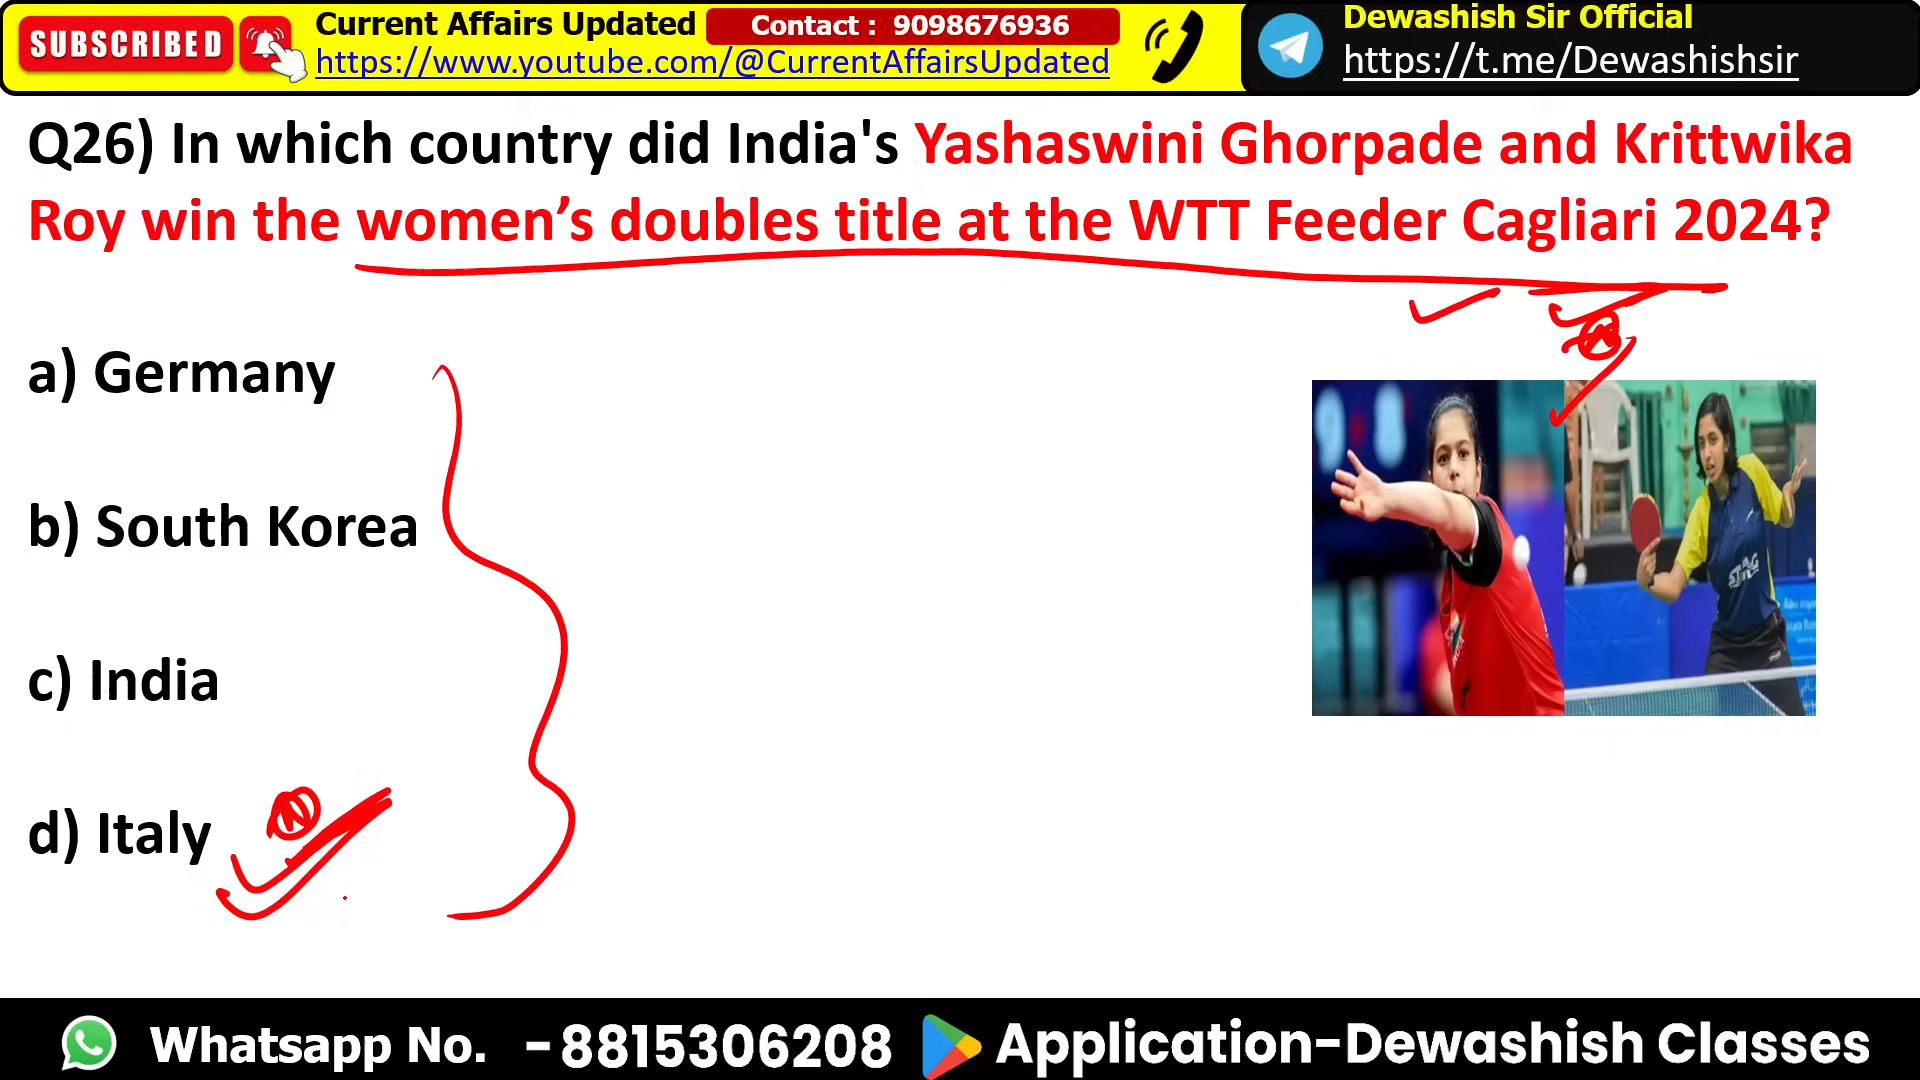 SUBSCRIBED
Current Affairs Updated
Contact : 9098676936
https://www.youtube.com/@CurrentAffairsUpdated
Dewashish Sir Official
https://t.me/Dewashishsir
Q26) In which country did India's Yashaswini Ghorpade and Krittwika
Roy win the women’s doubles title at the WTT Feeder Cagliari 2024?
a) Germany
b) South Korea
c) India
d) Italy
Whatsapp No. -8815306208
Application-Dewashish Classes